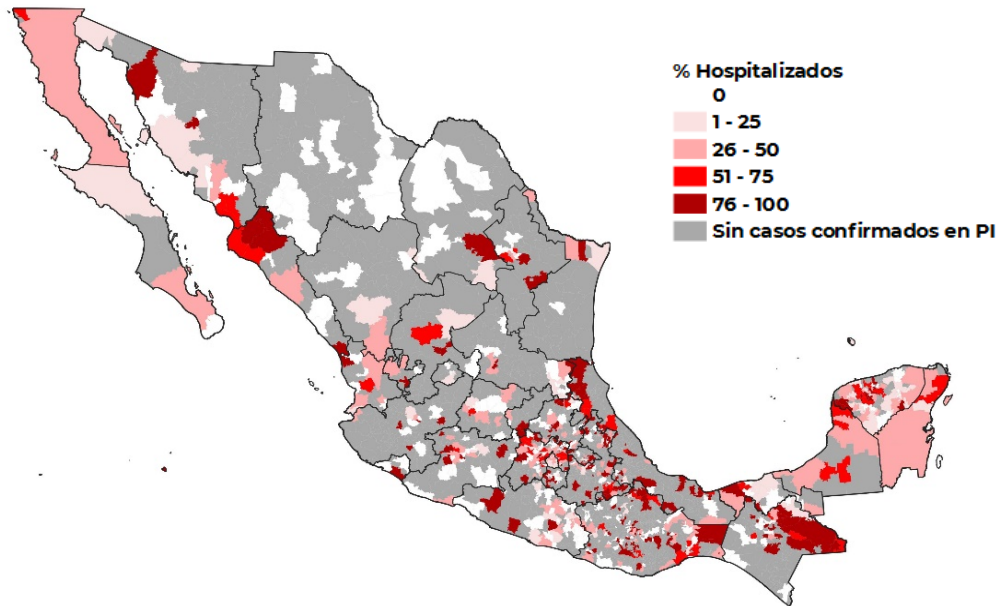 % Hospitalizados
0
1 - 25
26 - 50
51 - 75
76 - 100
Sin casos confirmados en PI